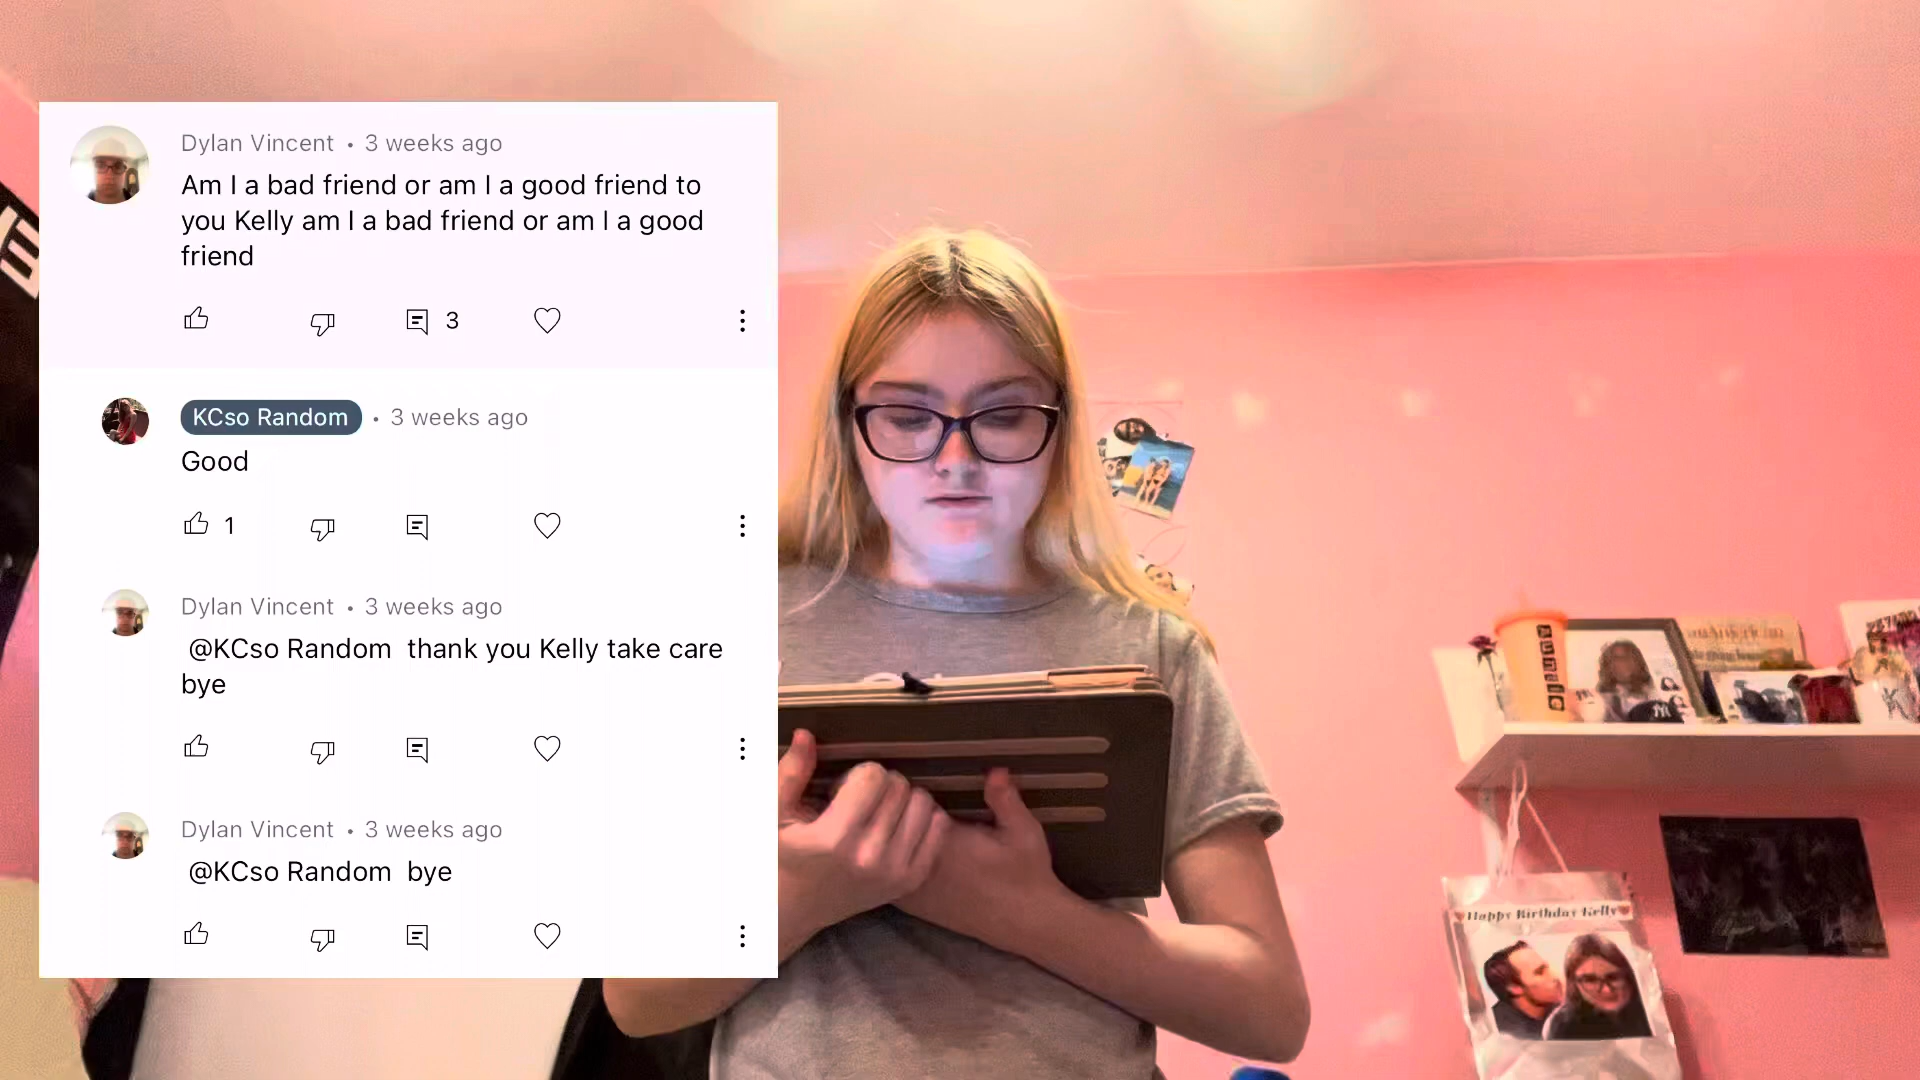 Dylan Vincent • 3 weeks ago
Am I a bad friend or am I a good friend to
you Kelly am I a bad friend or am I a good
friend
3
KCso Random • 3 weeks ago
Good
1
Dylan Vincent • 3 weeks ago
@KCso Random thank you Kelly take care
bye
Dylan Vincent • 3 weeks ago
@KCso Random bye
Happy Birthday Kelly